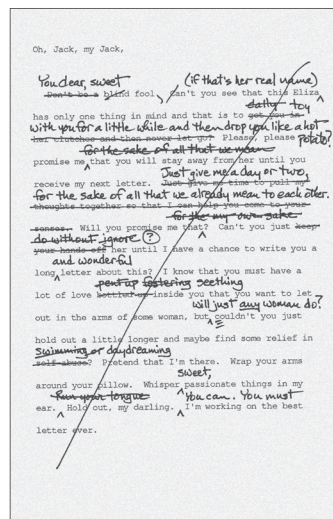 Oh, Jack, my Jack,
You dear, sweet (if that's her real name)
Don't be a blind fool, Can't you see that this Eliza
dally toy
has only one thing in mind and that is to get you in
with you for a little while and then drop you like a hot
her clutches and then never let go? Please, please potato?
for the sake of all that we mean
promise me that you will stay away from her until you
Just give me a day or two,
receive my next letter. Just give me time to pull my
for the sake of all that we already mean to each other.
thoughts together so that I can help you come to your
for the my own sake
senses. Will you promise me that? Can't you just keep
do without ignore (?)
your hands off her until I have a chance to write you a
and wonderful
long letter about this? I know that you must have a
pent up festering seething
lot of love bottled up inside you that you want to let
will just any woman do?
out in the arms of some woman, but couldn't you just
hold out a little longer and maybe find some relief in
swimming or daydreaming
self-abuse? Pretend that I'm there. Wrap your arms
sweet,
around your pillow. Whisper passionate things in my
Run your tongue You can. You must
ear. Hold out, my darling. I'm working on the best
letter ever.